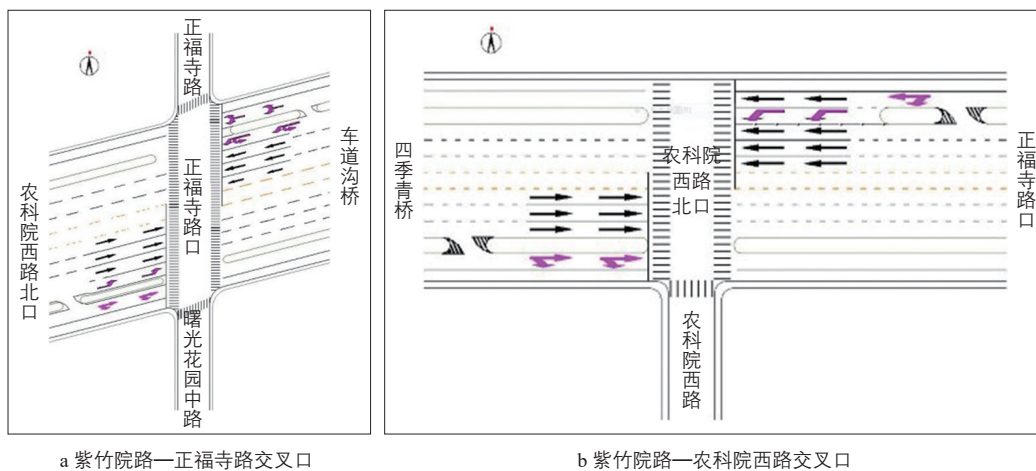 正福寺路
车道沟桥
正福寺路口
农科院西路北口
曙光花园中路
四季青桥
农科院
西路
北口
正福寺路口
农科院西路
a 紫竹院路—正福寺路交叉口
b 紫竹院路—农科院西路交叉口